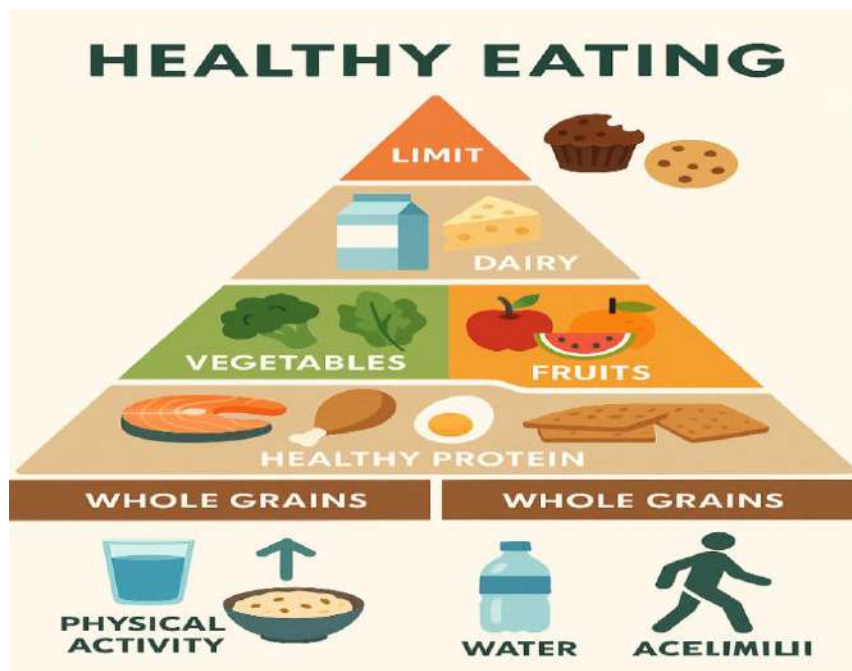 HEALTHY EATING
LIMIT
DAIRY
VEGETABLES
FRUITS
HEALTHY PROTEIN
WHOLE GRAINS
WHOLE GRAINS
PHYSICAL
ACTIVITY
WATER
ACELIMILII